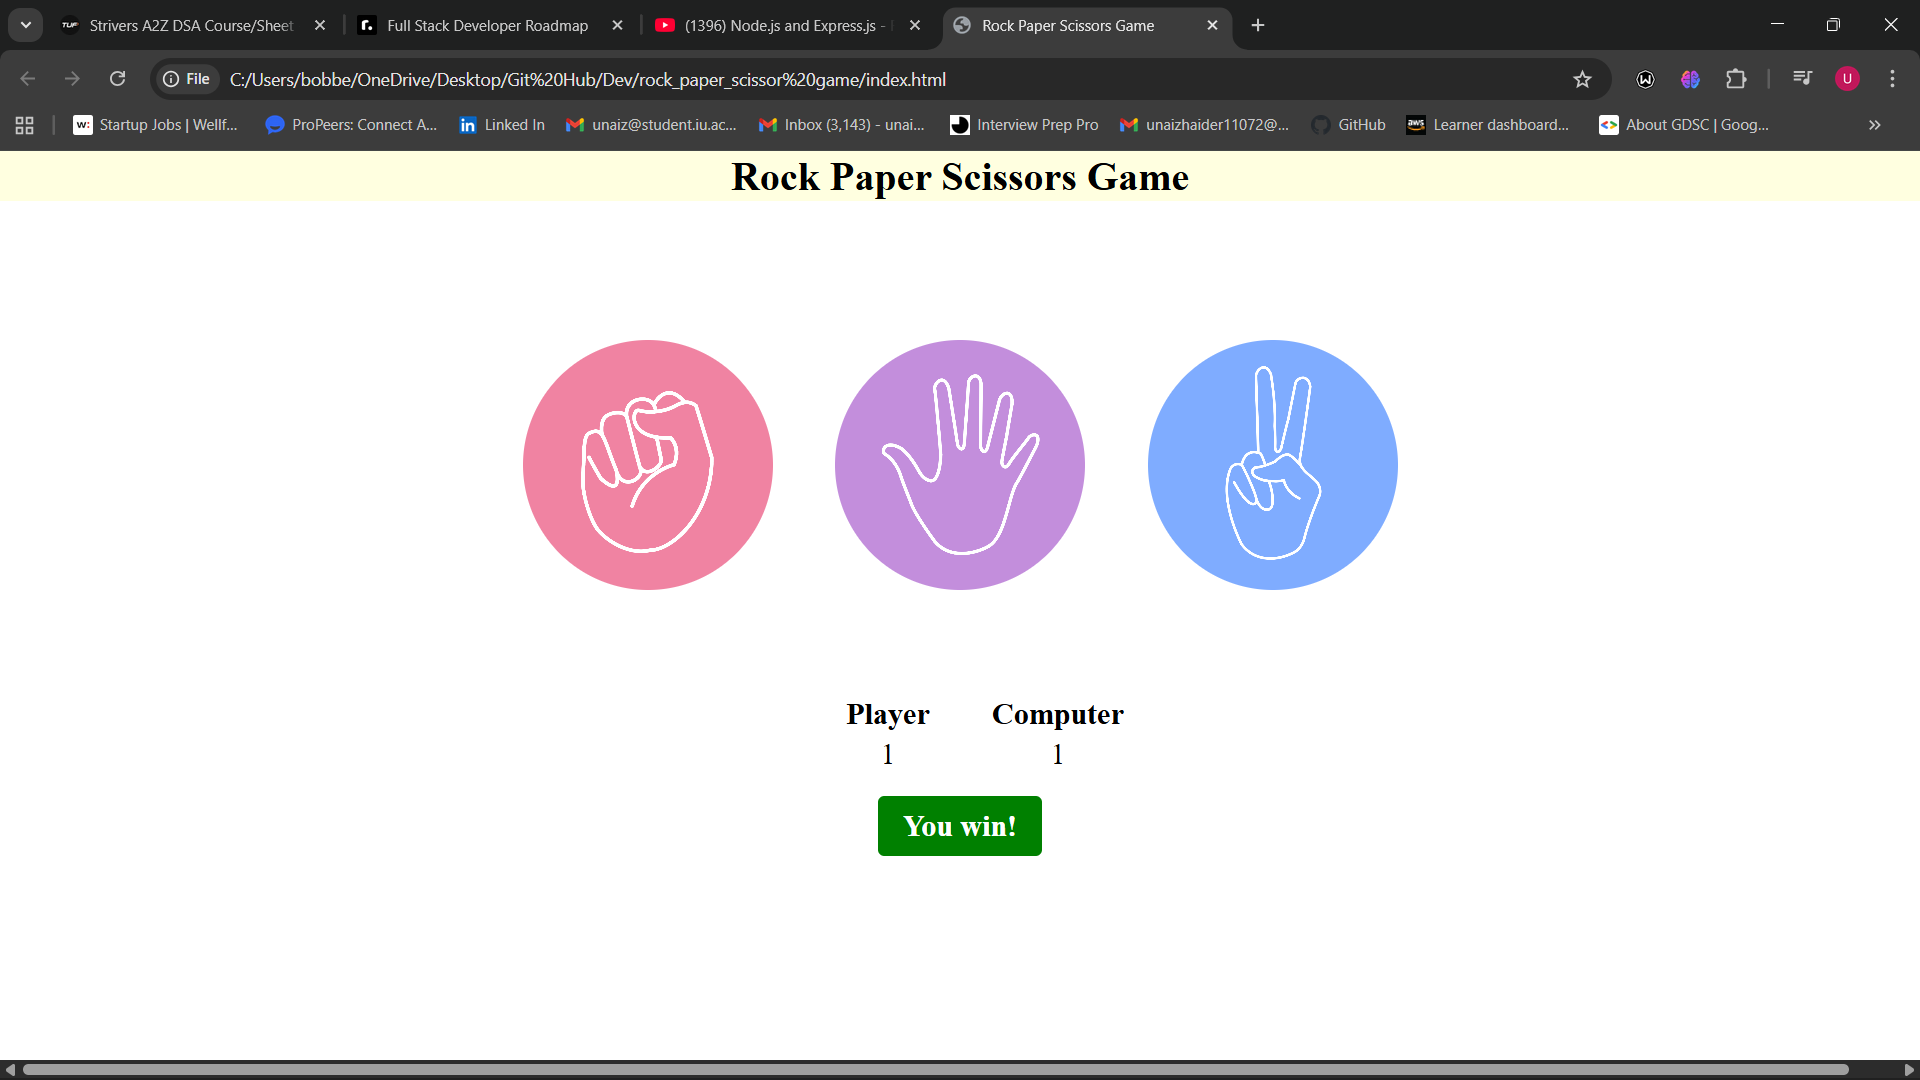 Strivers A2Z DSA Course/Sheet
Full Stack Developer Roadmap
(1396) Node.js and Express.js -
Rock Paper Scissors Game
File
C:/Users/bobbe/OneDrive/Desktop/Git%20Hub/Dev/rock_paper_scissor%20game/index.html
U
w: Startup Jobs | Wellf...
ProPeers: Connect A...
in Linked In
unaiz@student.iu.ac...
Inbox (3,143) - unai...
Interview Prep Pro
unaizhaider11072@...
GitHub
aws Learner dashboard...
About GDSC | Goog...
Rock Paper Scissors Game
Player Computer
1 1
You win!